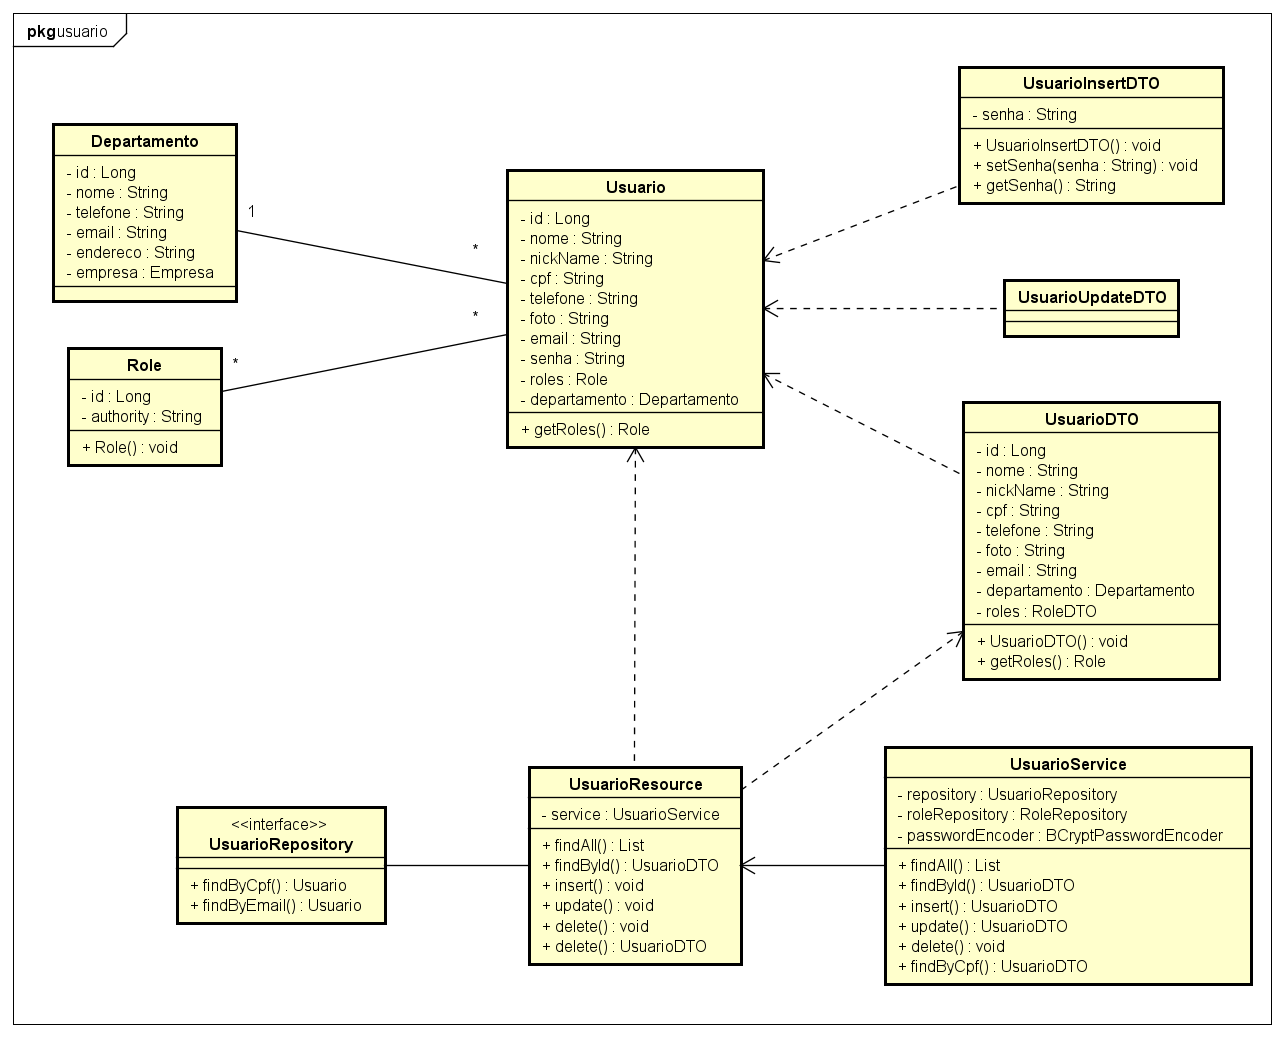 pkg usuario
Departamento
- id : Long
- nome : String
- telefone : String
- email : String
- endereco : String
- empresa : Empresa
1
*
Role
- id : Long
- authority : String
+ Role() : void
*
*
Usuario
- id : Long
- nome : String
- nickName : String
- cpf : String
- telefone : String
- foto : String
- email : String
- senha : String
- roles : Role
- departamento : Departamento
+ getRoles() : Role
UsuarioInsertDTO
- senha : String
+ UsuarioInsertDTO() : void
+ setSenha(senha : String) : void
+ getSenha() : String
UsuarioUpdateDTO
UsuarioDTO
- id : Long
- nome : String
- nickName : String
- cpf : String
- telefone : String
- foto : String
- email : String
- departamento : Departamento
- roles : RoleDTO
+ UsuarioDTO() : void
+ getRoles() : Role
<<interface>>
UsuarioRepository
+ findByCpf() : Usuario
+ findByEmail() : Usuario
UsuarioResource
- service : UsuarioService
+ findAll() : List
+ findById() : UsuarioDTO
+ insert() : void
+ update() : void
+ delete() : void
+ delete() : UsuarioDTO
UsuarioService
- repository : UsuarioRepository
- roleRepository : RoleRepository
- passwordEncoder : BCryptPasswordEncoder
+ findAll() : List
+ findById() : UsuarioDTO
+ insert() : UsuarioDTO
+ update() : UsuarioDTO
+ delete() : void
+ findByCpf() : UsuarioDTO